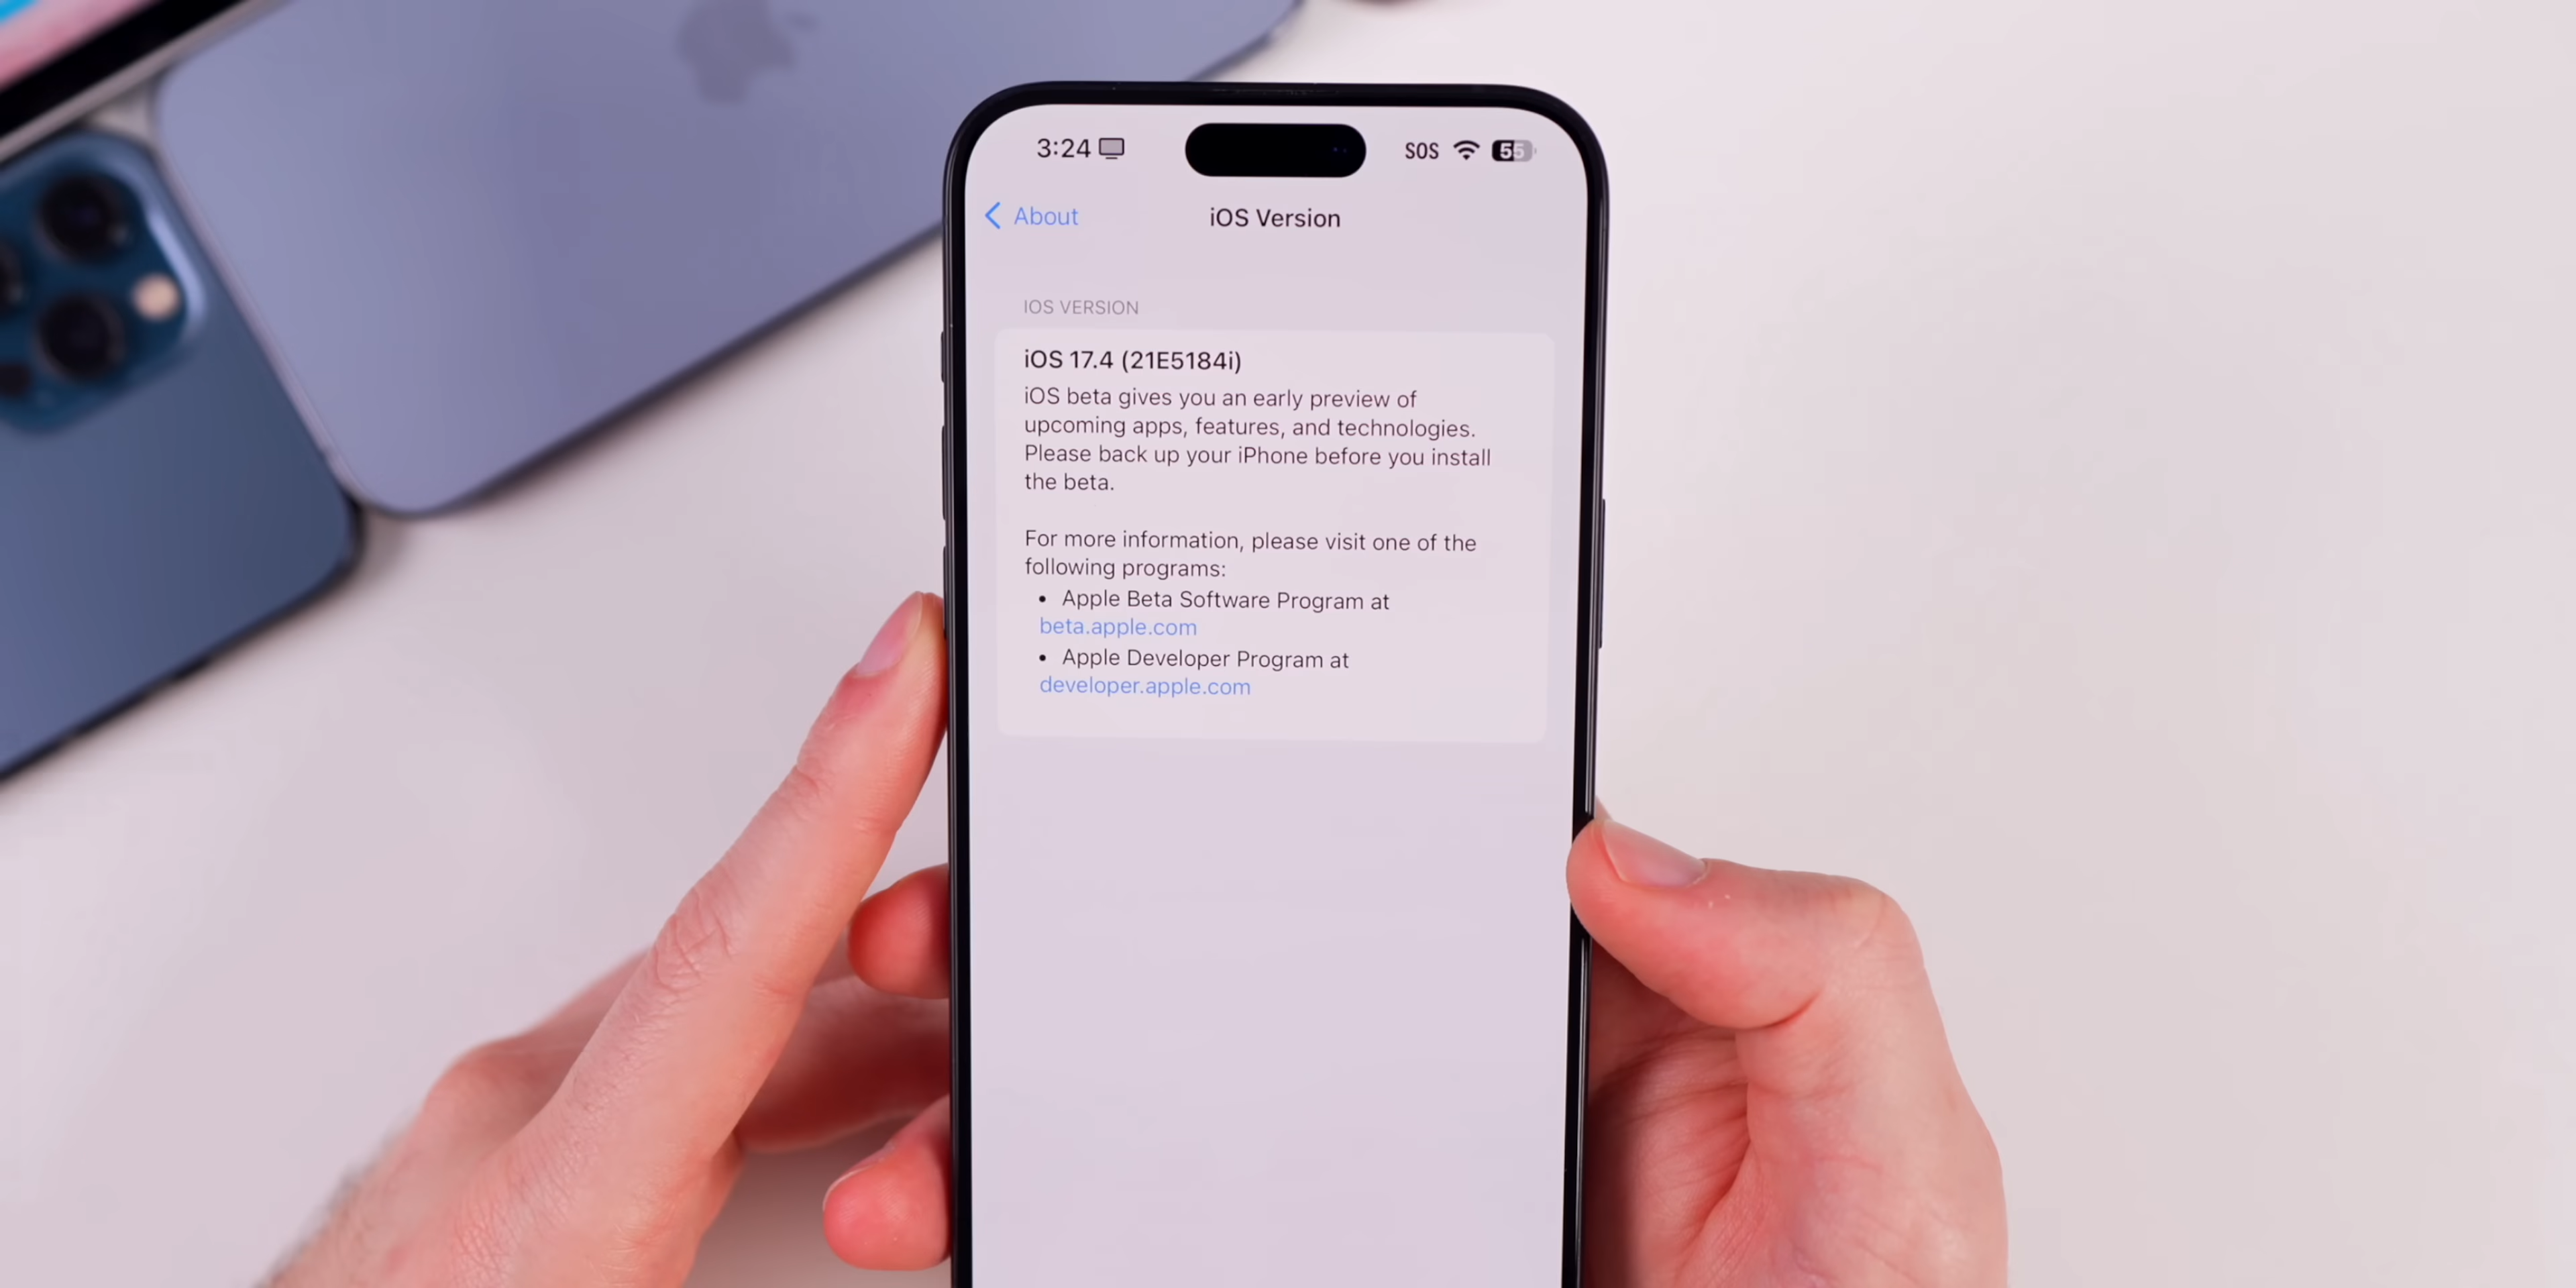 3:24
SOS
55
About
iOS Version
IOS VERSION
iOS 17.4 (21E5184i)
iOS beta gives you an early preview of
upcoming apps, features, and technologies.
Please back up your iPhone before you install
the beta.
For more information, please visit one of the
following programs:
• Apple Beta Software Program at
beta.apple.com
• Apple Developer Program at
developer.apple.com